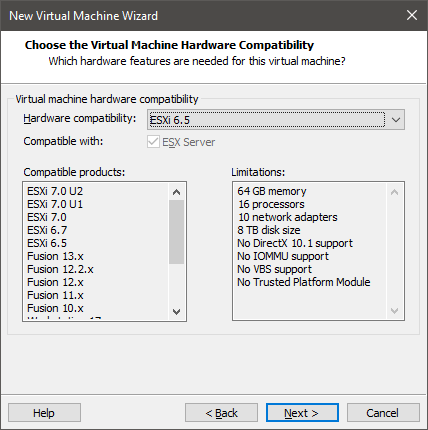 New Virtual Machine Wizard
Choose the Virtual Machine Hardware Compatibility
Which hardware features are needed for this virtual machine?
Virtual machine hardware compatibility
Hardware compatibility: ESXi 6.5
Compatible with: ESX Server
Compatible products:
ESXi 7.0 U2
ESXi 7.0 U1
ESXi 7.0
ESXi 6.7
ESXi 6.5
Fusion 13.x
Fusion 12.2.x
Fusion 12.x
Fusion 11.x
Fusion 10.x
Limitations:
64 GB memory
16 processors
10 network adapters
8 TB disk size
No DirectX 10.1 support
No IOMMU support
No VBS support
No Trusted Platform Module
Help
< Back
Next >
Cancel